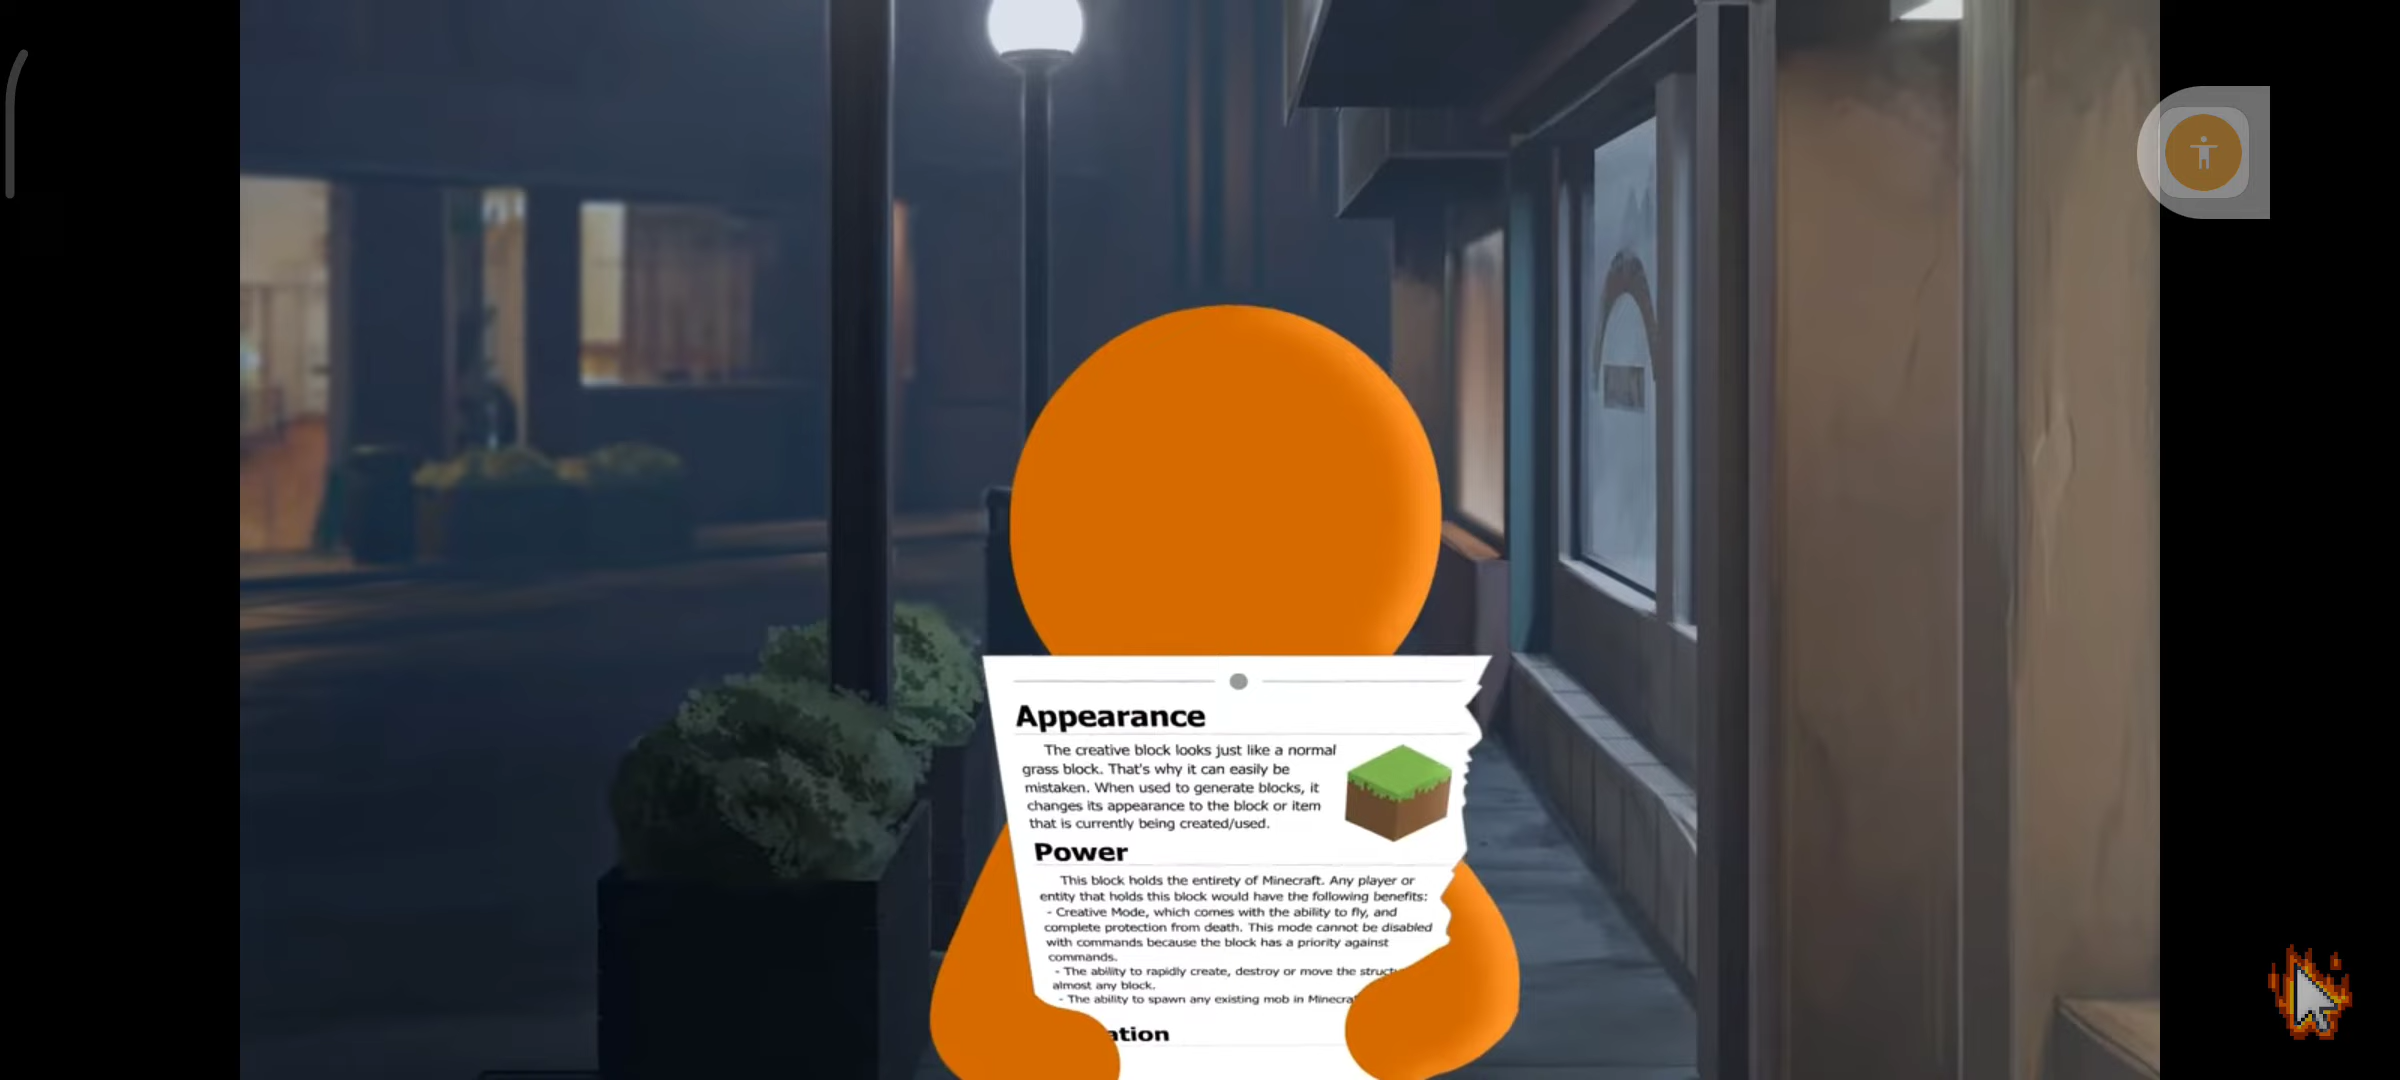 Appearance
The creative block looks just like a normal
grass block. That's why it can easily be
mistaken. When used to generate blocks, it
changes its appearance to the block or item
that is currently being created/used.
Power
This block holds the entirety of Minecraft. Any player or
entity that holds this block would have the following benefits:
- Creative Mode, which comes with the ability to fly, and
complete protection from death. This mode cannot be disabled
with commands because the block has a priority against
commands.
- The ability to rapidly create, destroy or move the struct
almost any block.
- The ability to spawn any existing mob in Minecra
ation